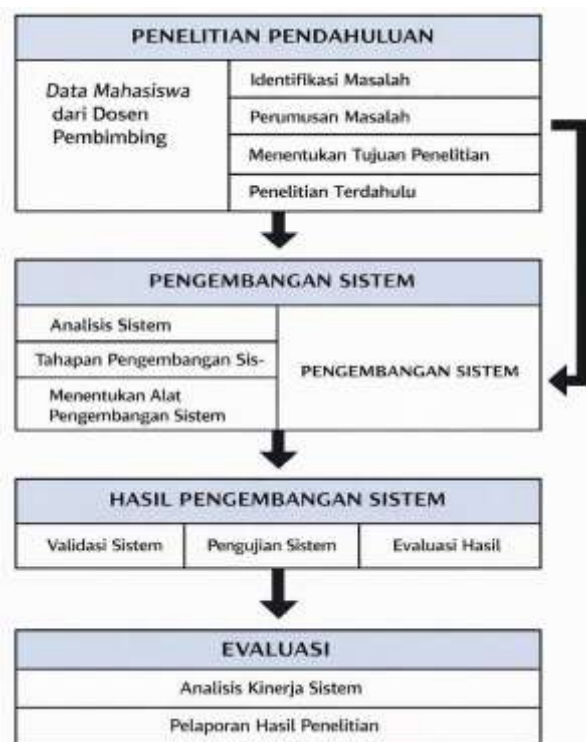 PENELITIAN PENDAHULUAN
Data Mahasiswa
dari Dosen
Pembimbing
Identifikasi Masalah
Perumusan Masalah
Menentukan Tujuan Penelitian
Penelitian Terdahulu
PENGEMBANGAN SISTEM
Analisis Sistem
Tahapan Pengembangan Sis-
Menentukan Alat
Pengembangan Sistem
PENGEMBANGAN SISTEM
HASIL PENGEMBANGAN SISTEM
Validasi Sistem
Pengujian Sistem
Evaluasi Hasil
EVALUASI
Analisis Kinerja Sistem
Pelaporan Hasil Penelitian